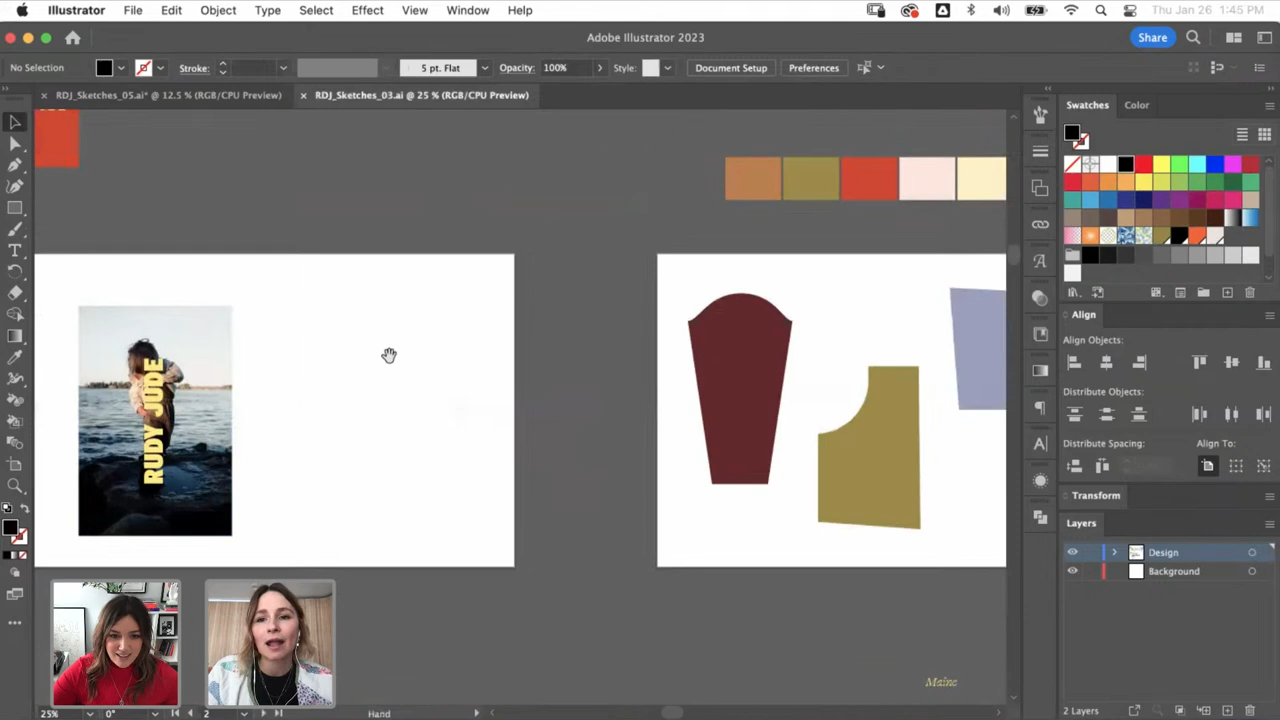 Illustrator File Edit Object Type Select Effect View Window Help Thu Jan 26 1:45 PM
Adobe Illustrator 2023 Share
No Selection Stroke: 5 pt. Flat Opacity: 100% Style: Document Setup Preferences
RDJ_Sketches_05.ai* @ 12.5 % (RGB/CPU Preview) RDJ_Sketches_03.ai @ 25 % (RGB/CPU Preview)
Swatches Color
RUDY JUDE
Align
Align Objects:
Distribute Objects:
Distribute Spacing: Align To:
Transform
Layers
Design
Background
Maine
25% 0° 2 Hand 2 Layers